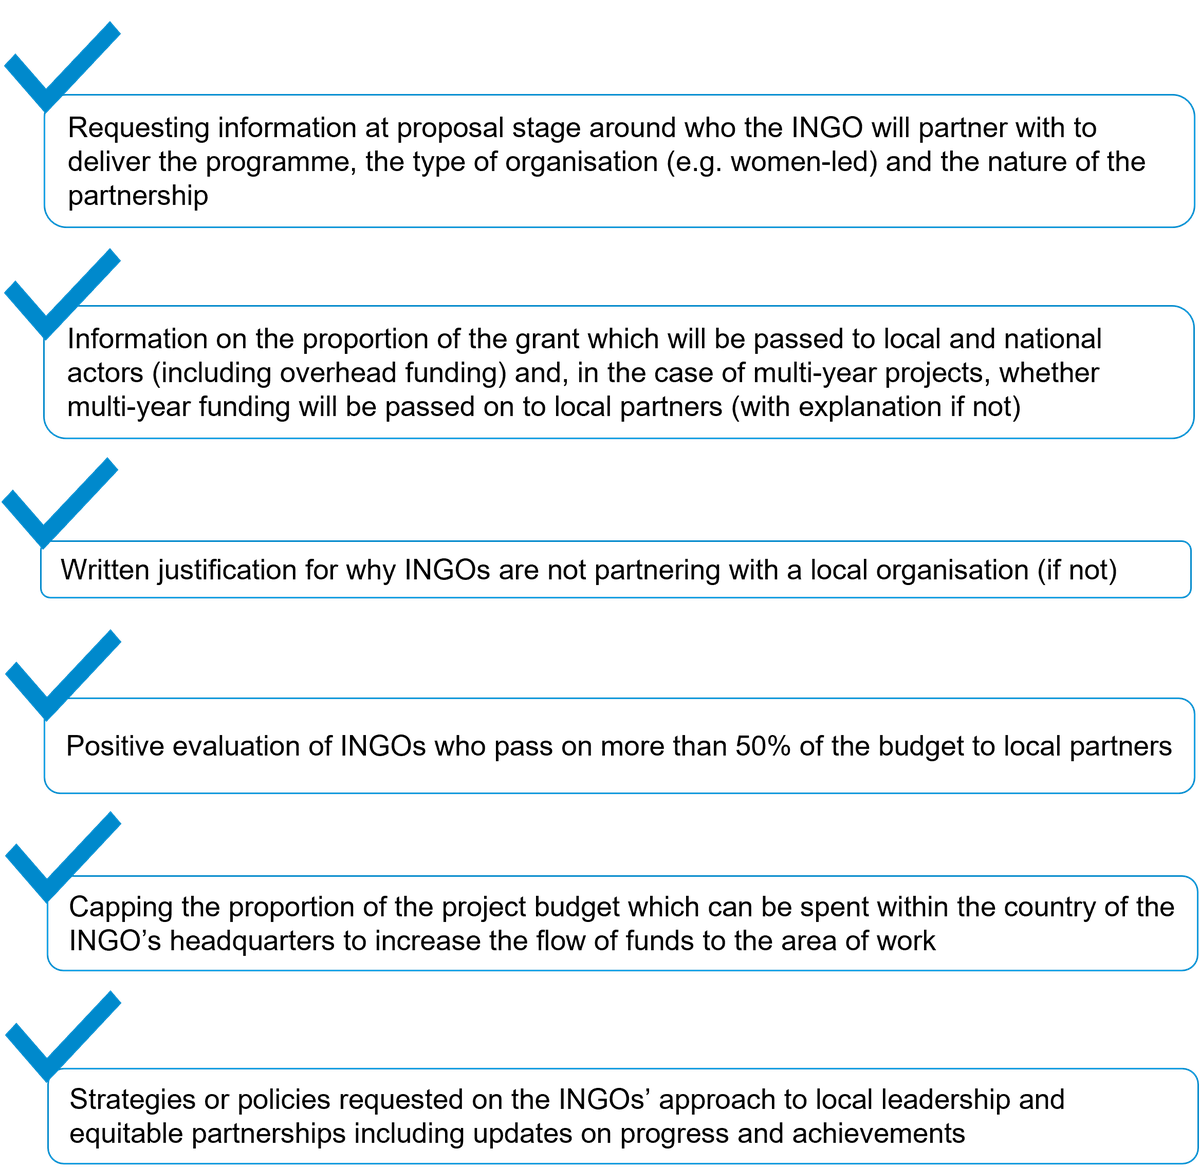 Requesting information at proposal stage around who the INGO will partner with to
deliver the programme, the type of organisation (e.g. women-led) and the nature of the
partnership
Information on the proportion of the grant which will be passed to local and national
actors (including overhead funding) and, in the case of multi-year projects, whether
multi-year funding will be passed on to local partners (with explanation if not)
Written justification for why INGOs are not partnering with a local organisation (if not)
Positive evaluation of INGOs who pass on more than 50% of the budget to local partners
Capping the proportion of the project budget which can be spent within the country of the
INGO’s headquarters to increase the flow of funds to the area of work
Strategies or policies requested on the INGOs’ approach to local leadership and
equitable partnerships including updates on progress and achievements